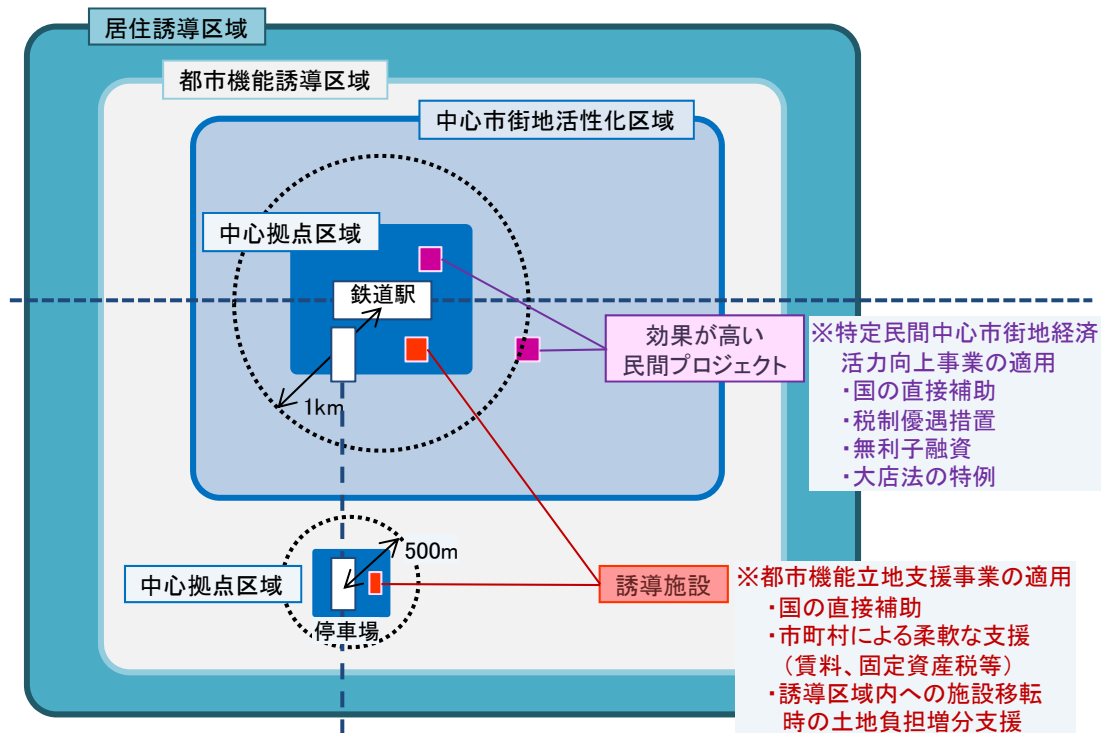 居住誘導区域
都市機能誘導区域
中心市街地活性化区域
中心拠点区域
鉄道駅
1km
効果が高い
民間プロジェクト
※特定民間中心市街地経済
活力向上事業の適用
・国の直接補助
・税制優遇措置
・無利子融資
・大店法の特例
500m
中心拠点区域
停車場
誘導施設
※都市機能立地支援事業の適用
・国の直接補助
・市町村による柔軟な支援
（賃料、固定資産税等）
・誘導区域内への施設移転
時の土地負担増分支援